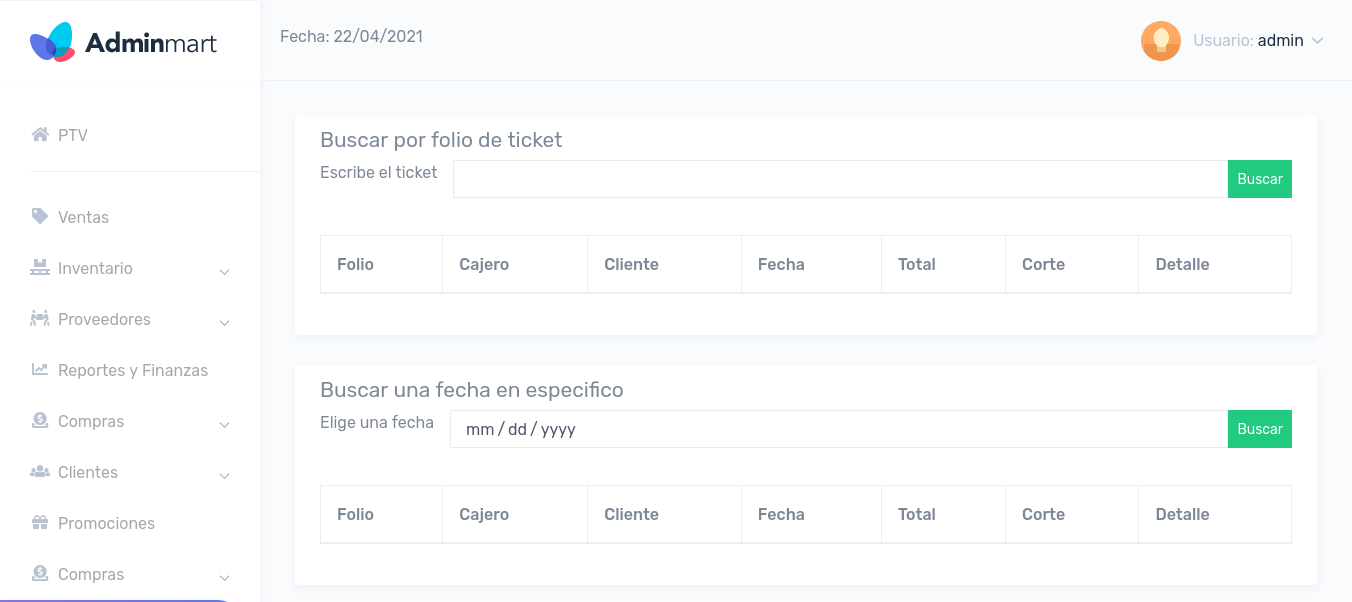 Adminmart
Fecha: 22/04/2021
Usuario: admin
PTV
Ventas
Inventario
Proveedores
Reportes y Finanzas
Compras
Clientes
Promociones
Compras
Buscar por folio de ticket
Escribe el ticket
Buscar
Folio Cajero Cliente Fecha Total Corte Detalle
Buscar una fecha en especifico
Elige una fecha
mm / dd / yyyy
Buscar
Folio Cajero Cliente Fecha Total Corte Detalle